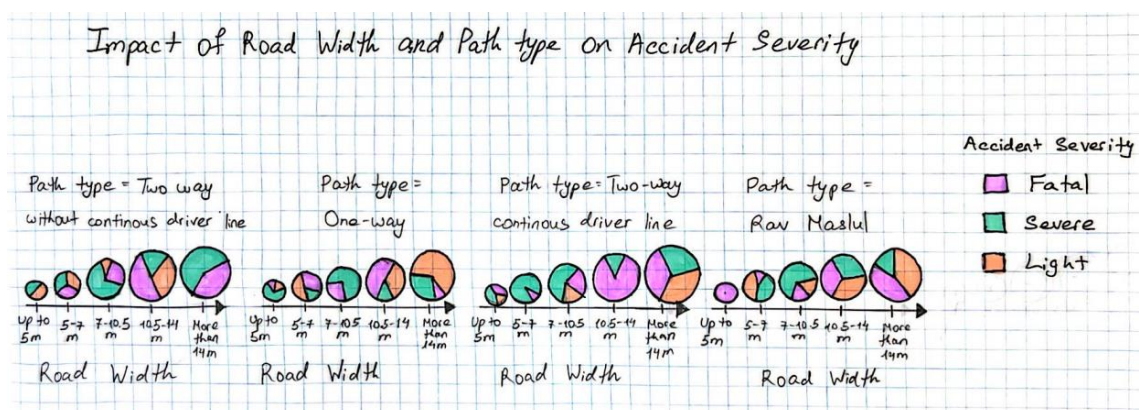 Impact of Road Width and Path type on Accident Severity
Accident Severity
Fatal
Severe
Light
Path type = Two way
without continous driver line
Up to 5m
5-7 m
7-10.5 m
10.5-14 m
More than 14m
Road Width
Path type =
One-way
Up to 5m
5-7 m
7-10.5 m
10.5-14 m
More than 14m
Road Width
Path type = Two-way
continous driver line
Up to 5m
5-7 m
7-10.5 m
10.5-14 m
More than 14m
Road Width
Path type =
Rav Maslul
Up to 5m
5-7 m
7-10.5 m
10.5-14 m
More than 14m
Road Width